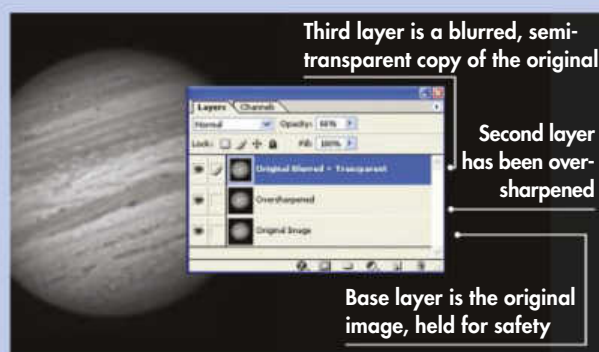 Third layer is a blurred, semi-
transparent copy of the original
Layers Channels
Normal Opacity: 66%
Lock: Fill: 100%
Original Blurred + Transparent
Oversharpened
Original Image
Second layer
has been over-
sharpened
Base layer is the original
image, held for safety